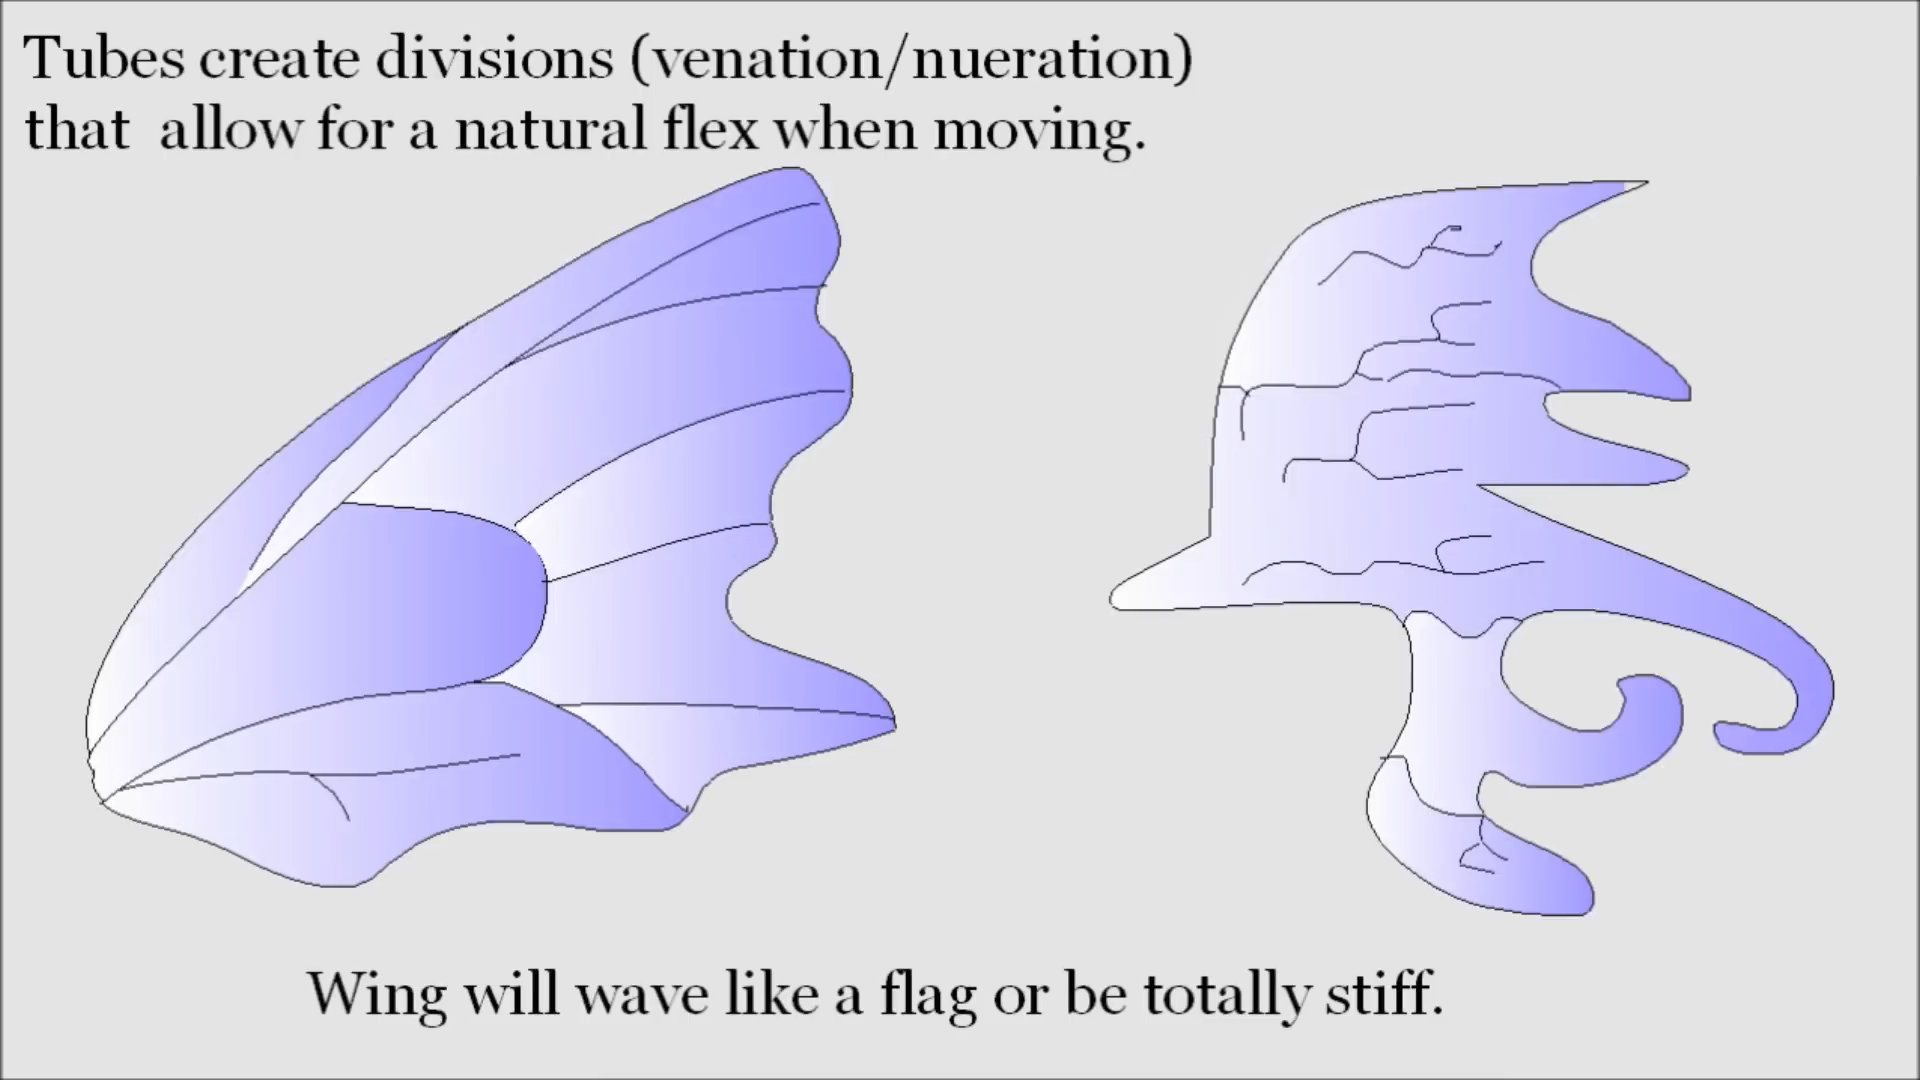 Tubes create divisions (venation/nueration)
that allow for a natural flex when moving.
Wing will wave like a flag or be totally stiff.